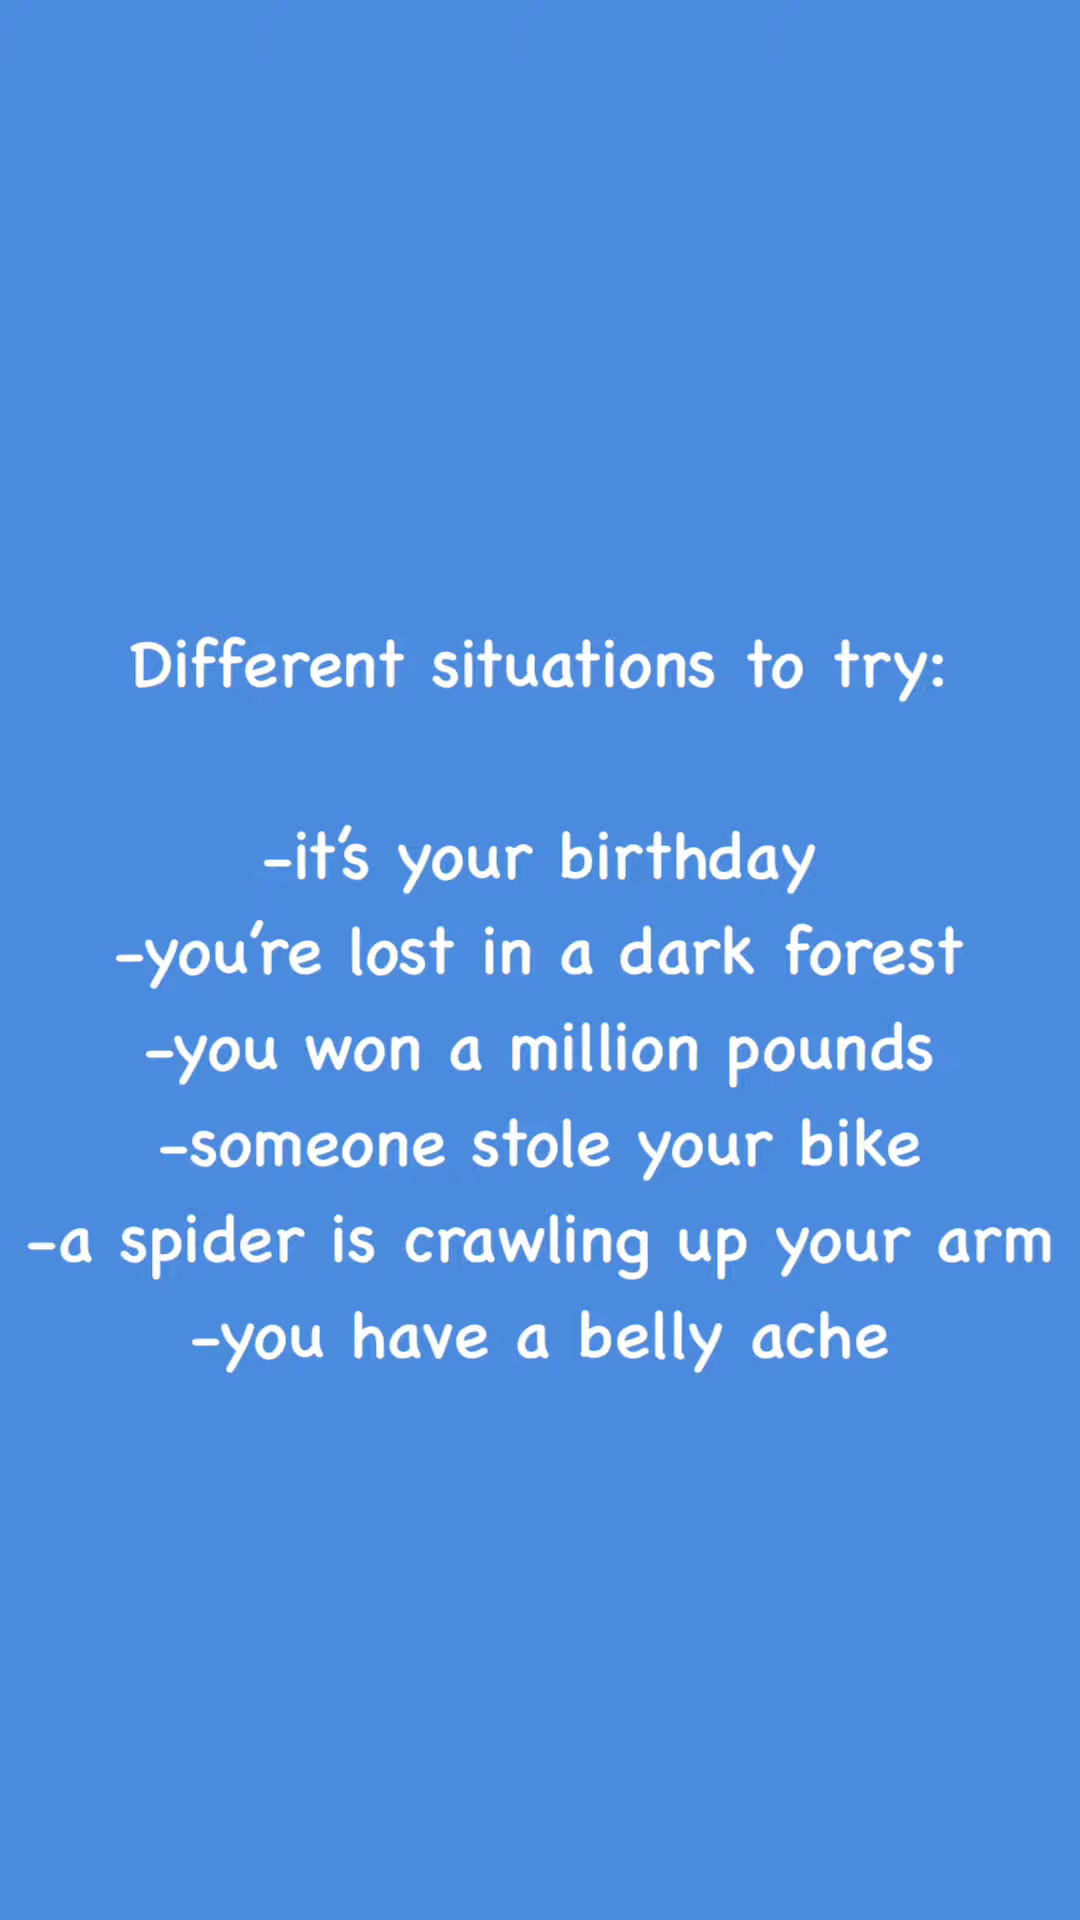 Different situations to try:
-it's your birthday
-you're lost in a dark forest
-you won a million pounds
-someone stole your bike
-a spider is crawling up your arm
-you have a belly ache